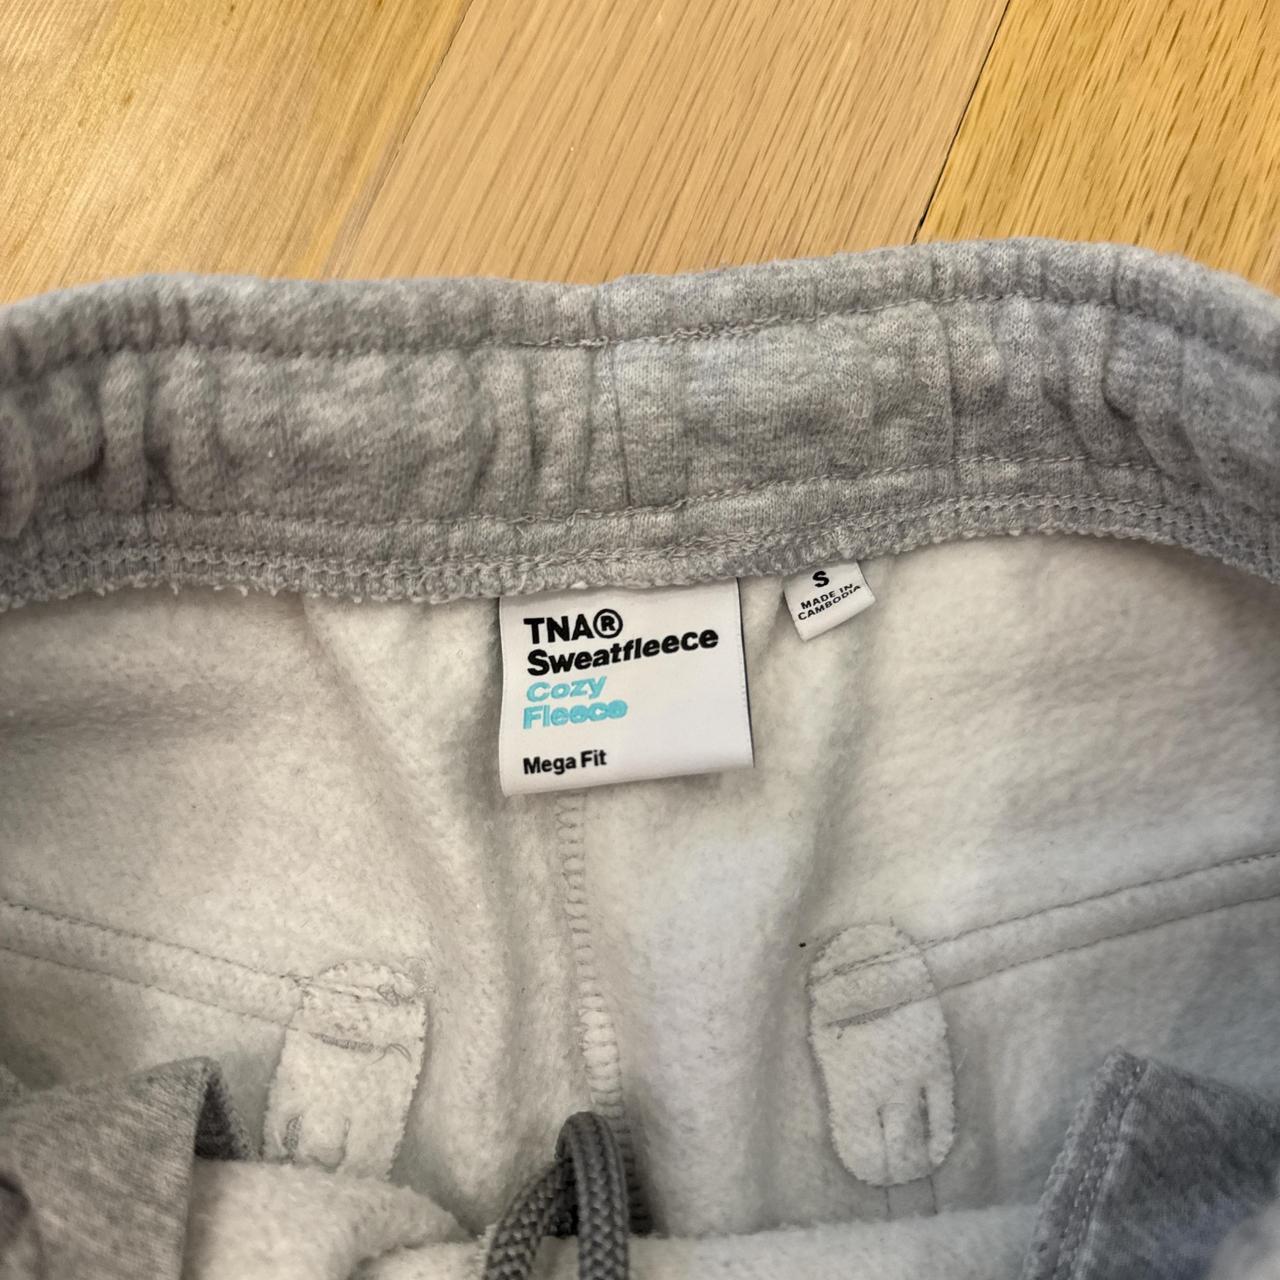 TNA®
Sweatfleece
Cozy
Fleece
Mega Fit
S
MADE IN
CAMBODIA